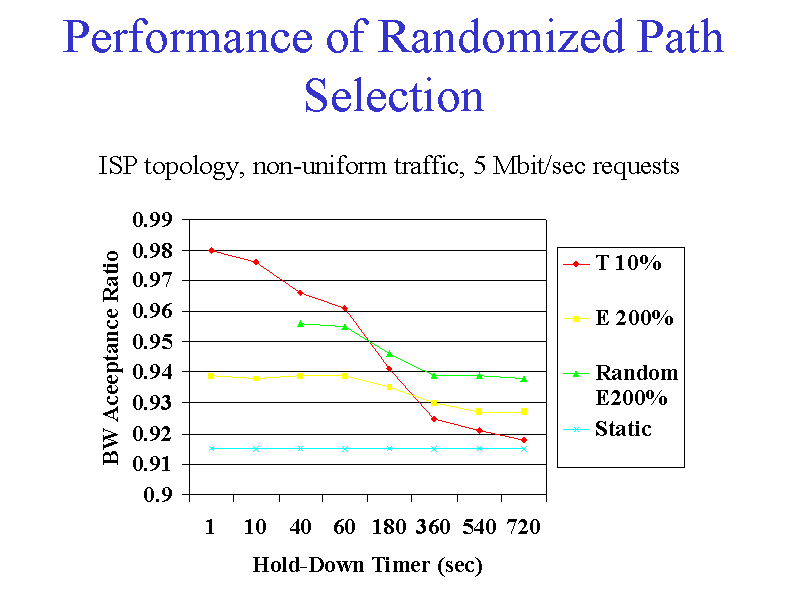 Performance of Randomized Path
Selection
ISP topology, non-uniform traffic, 5 Mbit/sec requests
0.99
0.98
0.97
0.96
0.95
0.94
0.93
0.92
0.91
0.9
BW Aceeptance Ratio
1 10 40 60 180 360 540 720
Hold-Down Timer (sec)
T 10%
E 200%
Random
E200%
Static